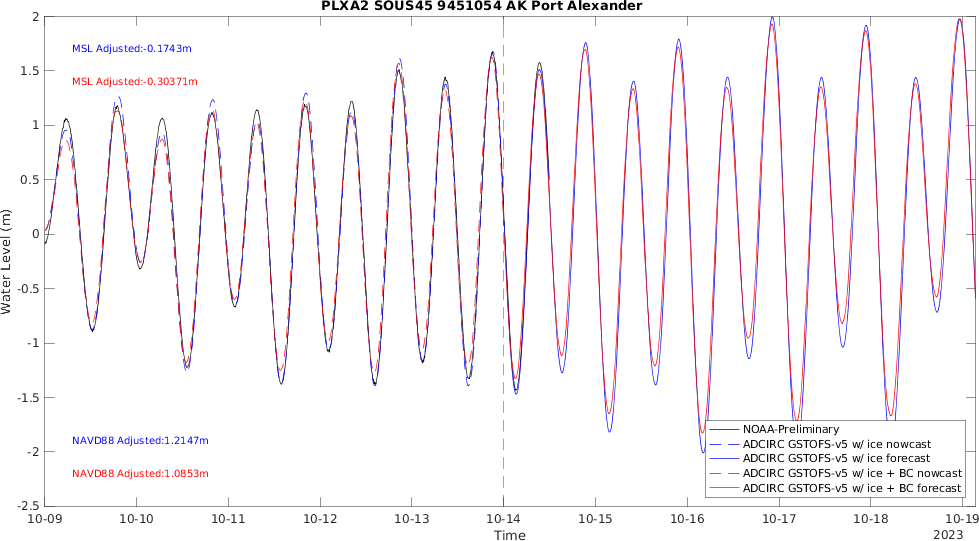 PLXA2 SOUS45 9451054 AK Port Alexander
2
1.5
1
0.5
0
-0.5
-1
-1.5
-2
-2.5
Water Level (m)
MSL Adjusted:-0.1743m
MSL Adjusted:-0.30371m
NAVD88 Adjusted:1.2147m
NAVD88 Adjusted:1.0853m
NOAA-Preliminary
ADCIRC GSTOFS-v5 w/ ice nowcast
ADCIRC GSTOFS-v5 w/ ice forecast
ADCIRC GSTOFS-v5 w/ ice + BC nowcast
ADCIRC GSTOFS-v5 w/ ice + BC forecast
10-09 10-10 10-11 10-12 10-13 10-14 10-15 10-16 10-17 10-18 10-19
Time
2023